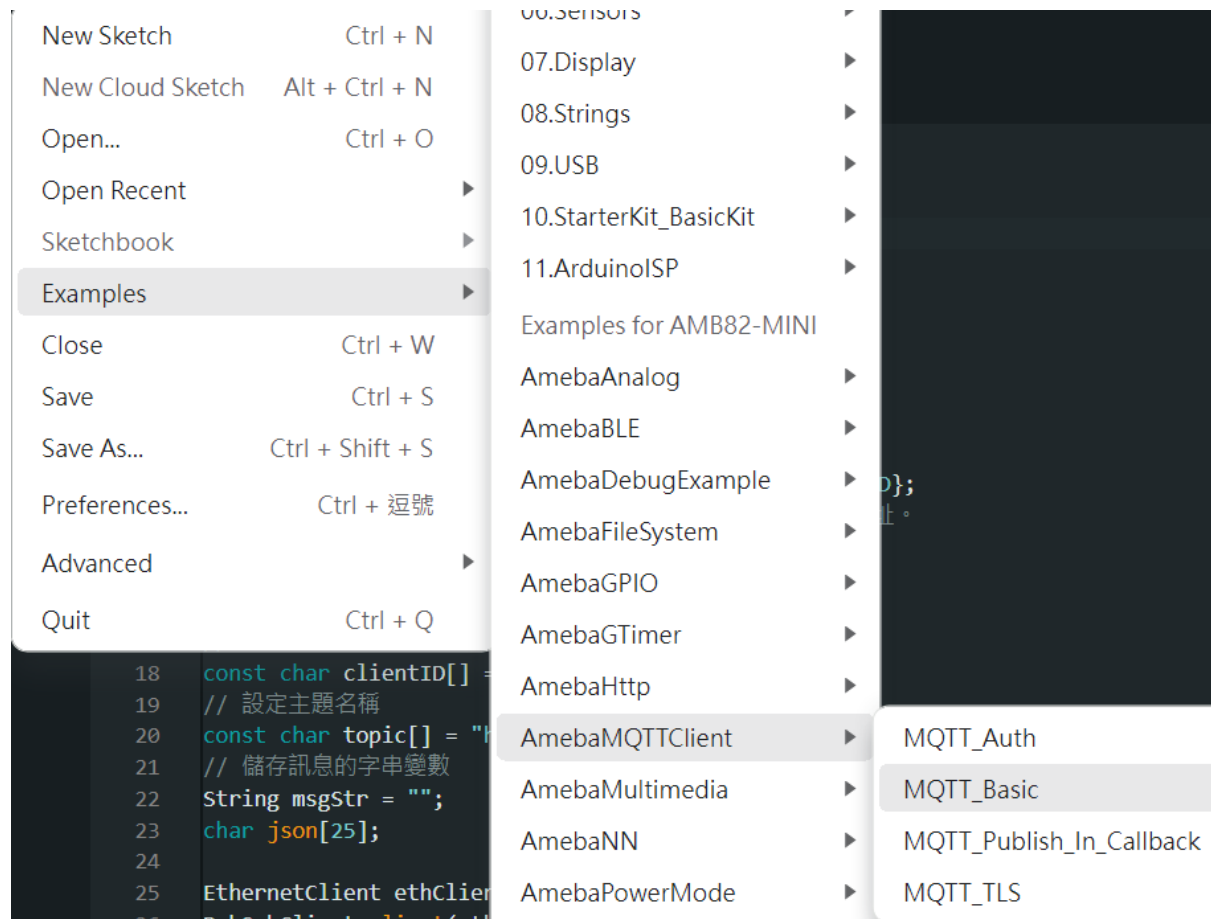 New Sketch Ctrl + N
New Cloud Sketch Alt + Ctrl + N
Open... Ctrl + O
Open Recent
Sketchbook
Examples
Close Ctrl + W
Save Ctrl + S
Save As... Ctrl + Shift + S
Preferences... Ctrl + 逗號
Advanced
Quit Ctrl + Q
06.Sensors
07.Display
08.Strings
09.USB
10.StarterKit_BasicKit
11.ArduinoISP
Examples for AMB82-MINI
AmebaAnalog
AmebaBLE
AmebaDebugExample
AmebaFileSystem
AmebaGPIO
AmebaGTimer
AmebaHttp
AmebaMQTTClient
AmebaMultimedia
AmebaNN
AmebaPowerMode
MQTT_Auth
MQTT_Basic
MQTT_Publish_In_Callback
MQTT_TLS
};
址。
18 const char clientID[] =
19 // 設定主題名稱
20 const char topic[] = "h
21 // 儲存訊息的字串變數
22 String msgStr = "";
23 char json[25];
24
25 EthernetClient ethClien